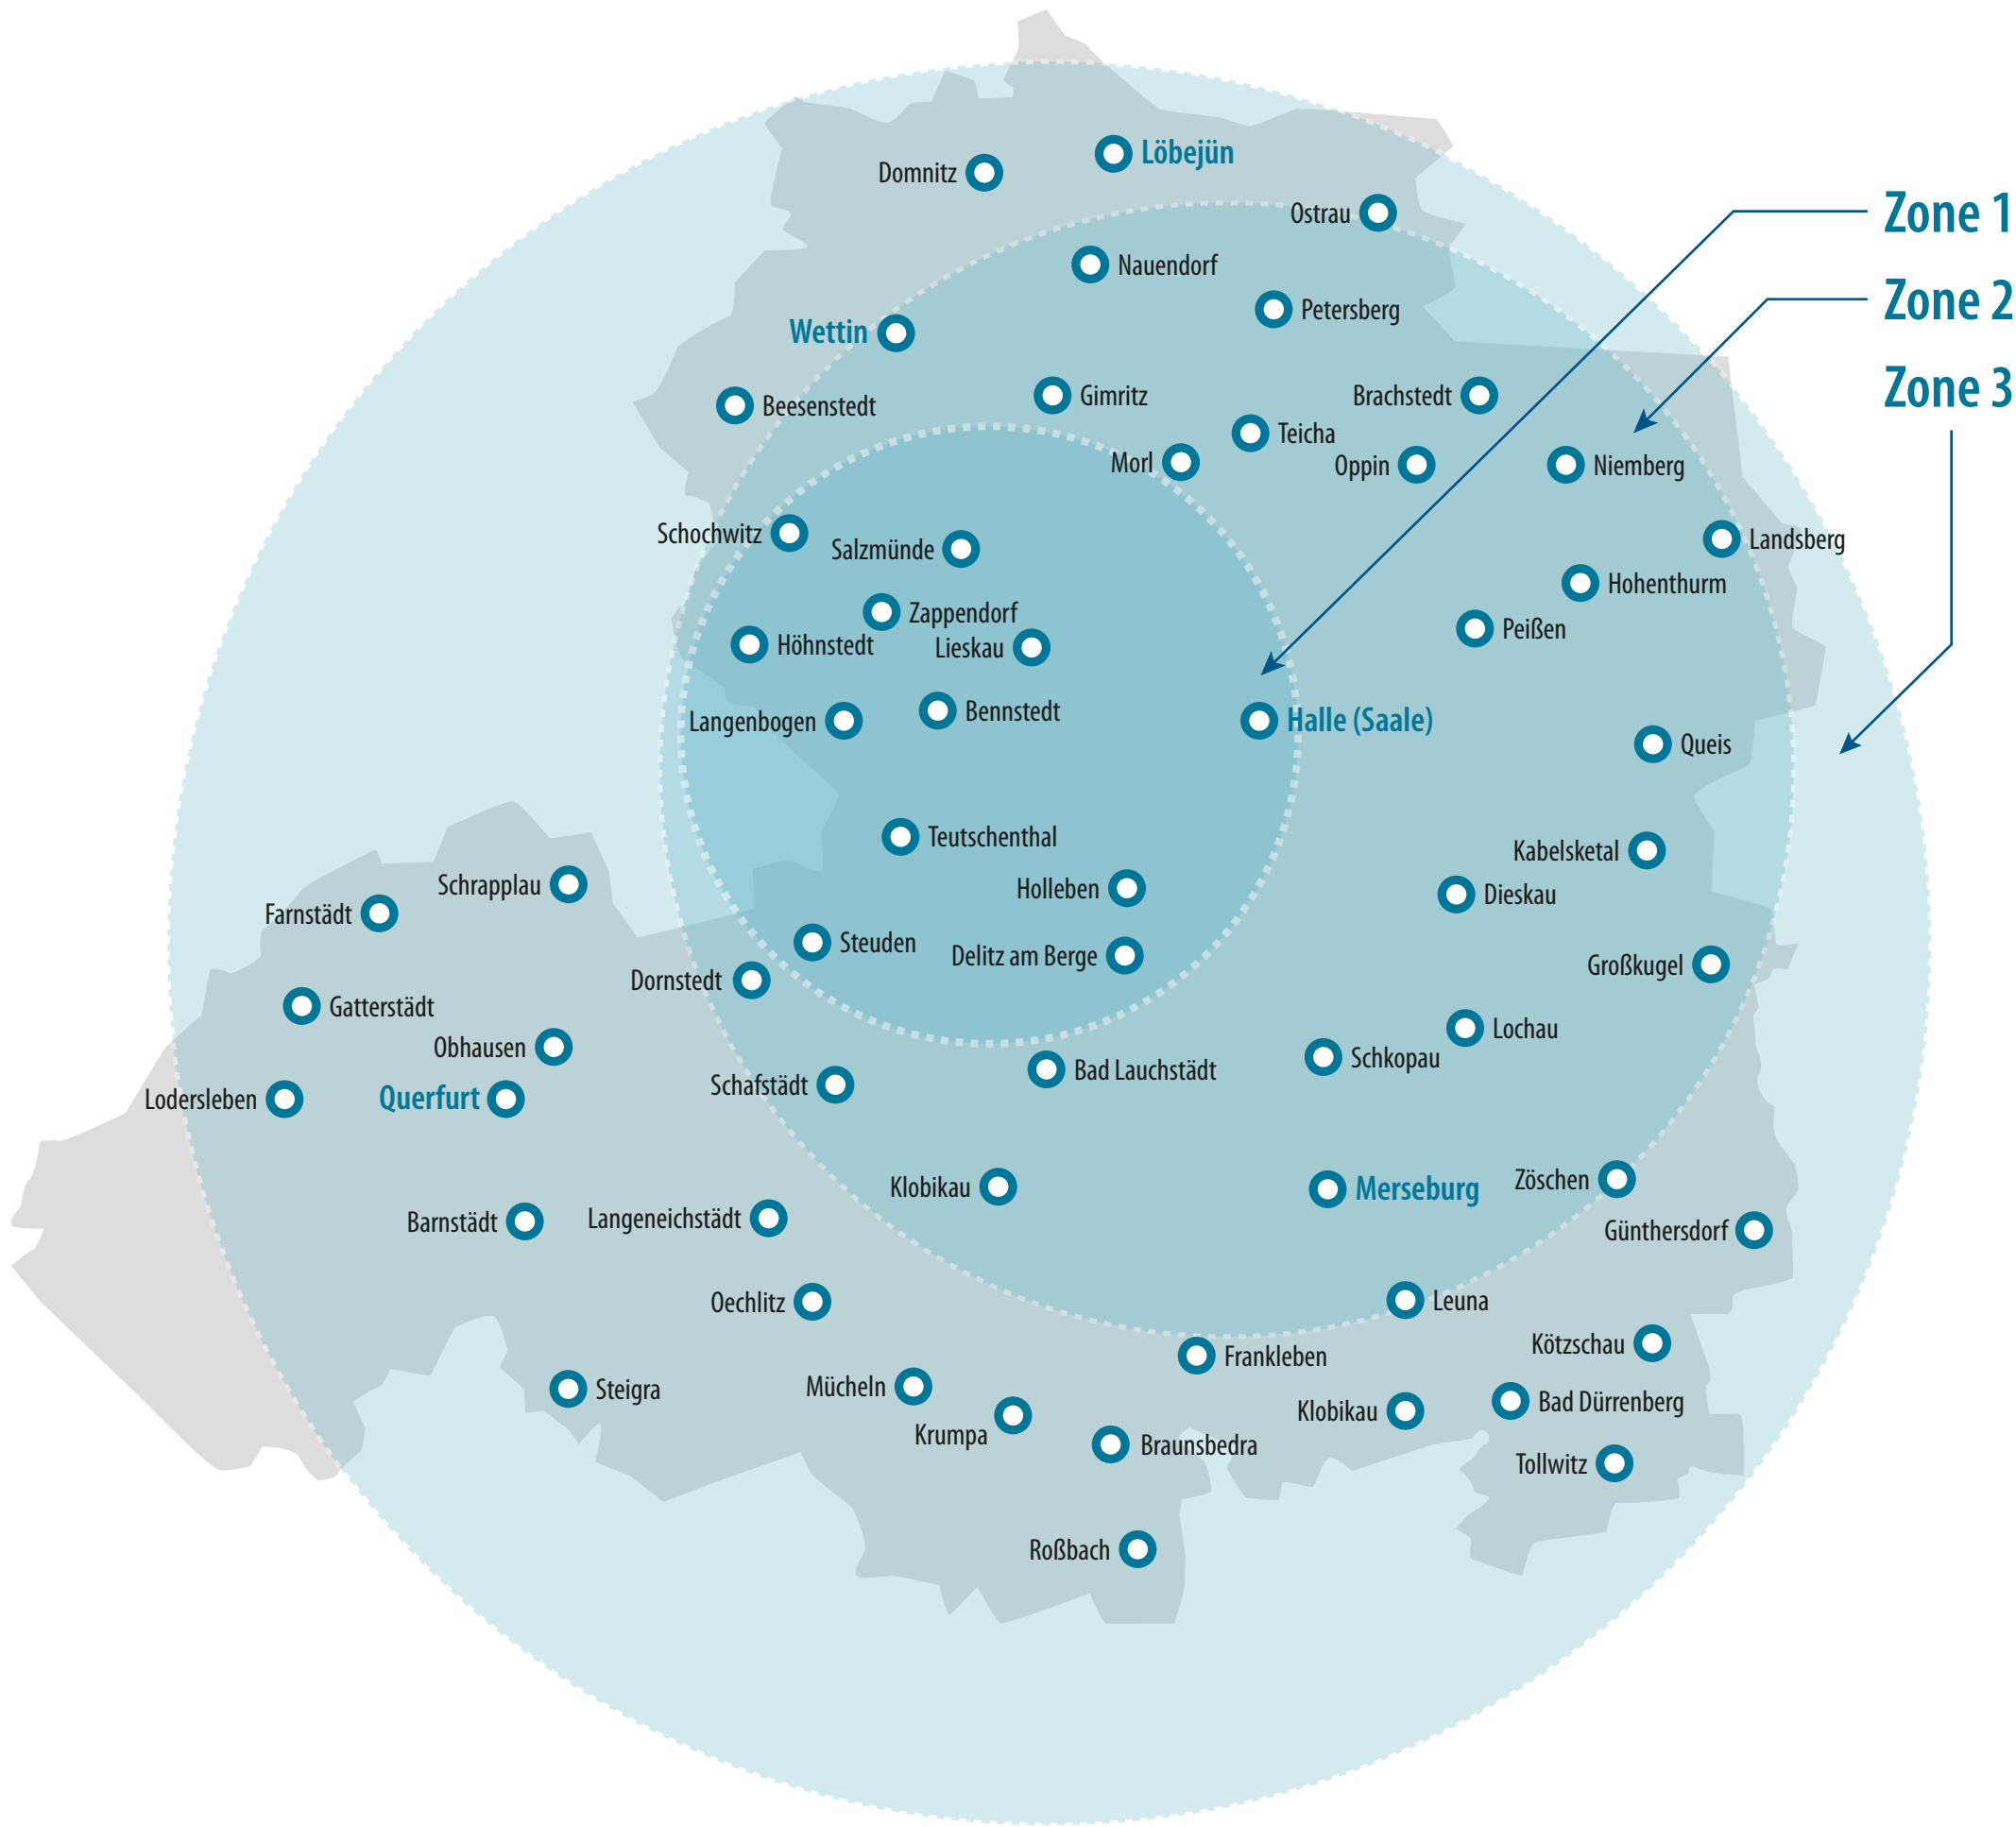 Löbejün
Domnitz
Ostrau
Zone 1
Nauendorf
Zone 2
Petersberg
Wettin
Zone 3
Beesenstedt
Gimritz
Brachstedt
Teicha
Morl
Oppin
Niemberg
Schochwitz
Salzmünde
Landsberg
Hohenthurm
Zappendorf
Peißen
Höhnstedt
Lieskau
Langenbogen
Bennstedt
Halle (Saale)
Queis
Teutschenthal
Kabelsketal
Schrapplau
Holleben
Dieskau
Farnstädt
Steuden
Delitz am Berge
Großkugel
Dornstedt
Gatterstädt
Lochau
Obhausen
Schkopau
Bad Lauchstädt
Schafstädt
Lodersleben
Querfurt
Klobikau
Merseburg
Zöschen
Barnstädt
Langeneichstädt
Günthersdorf
Oechlitz
Leuna
Kötzschau
Frankleben
Steigra
Mücheln
Klobikau
Bad Dürrenberg
Krumpa
Braunsbedra
Tollwitz
Roßbach